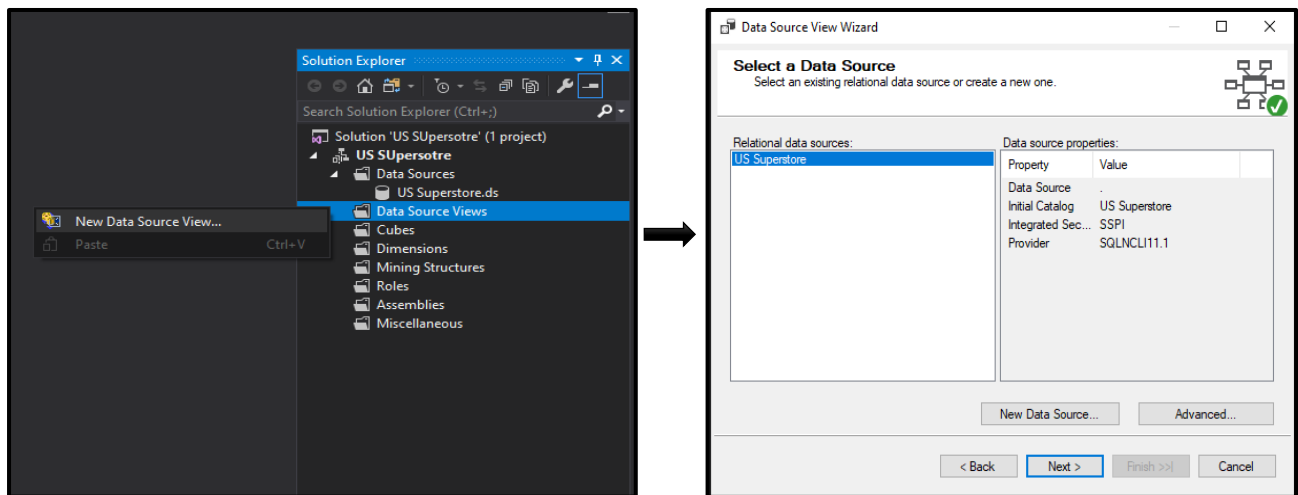 Solution Explorer
Search Solution Explorer (Ctrl+;)
Solution 'US SUpersotre' (1 project)
US SUpersotre
Data Sources
US Superstore.ds
Data Source Views
Cubes
Dimensions
Mining Structures
Roles
Assemblies
Miscellaneous
New Data Source View...
Paste Ctrl+V
Data Source View Wizard
Select a Data Source
Select an existing relational data source or create a new one.
Relational data sources:
US Superstore
Data source properties:
Property Value
Data Source .
Initial Catalog US Superstore
Integrated Sec... SSPI
Provider SQLNCLI11.1
New Data Source... Advanced...
< Back Next > Finish >>| Cancel